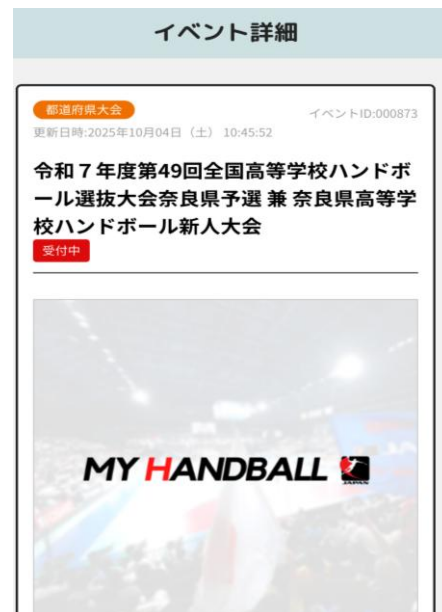 イベント詳細
都道府県大会
イベントID:000873
更新日時:2025年10月04日（土） 10:45:52
令和７年度第49回全国高等学校ハンドボ
ール選抜大会奈良県予選 兼 奈良県高等学
校ハンドボール新人大会
受付中
MY HANDBALL
JAPAN